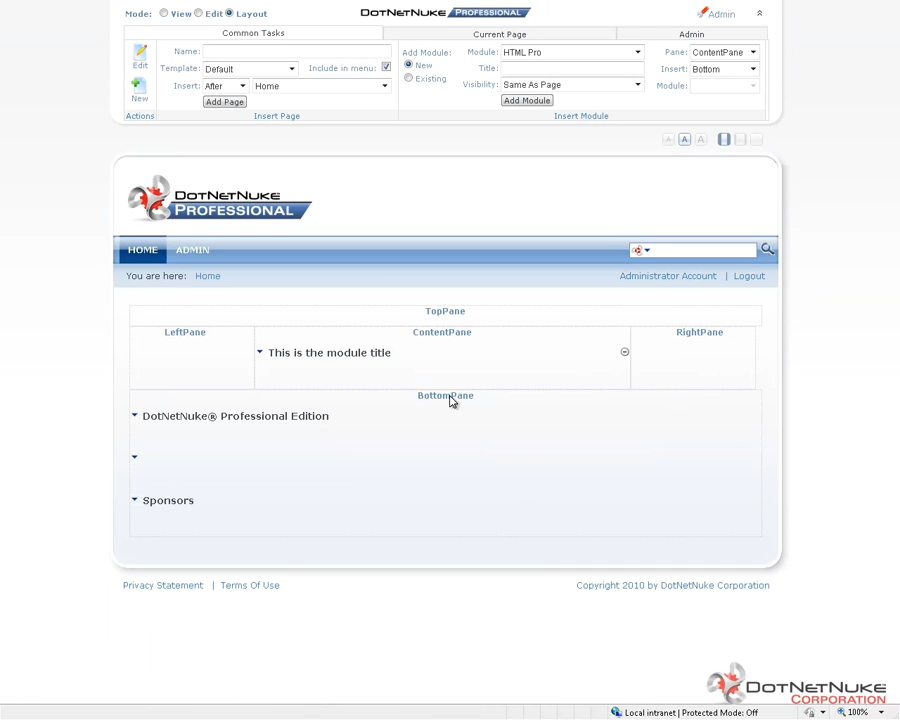 Mode: View Edit Layout
DOTNETNUKE PROFESSIONAL
Admin
Common Tasks Current Page Admin
Edit
New
Actions
Name:
Template: Default Include in menu:
Insert: After Home
Add Page
Insert Page
Add Module: New Existing
Module: HTML Pro
Title:
Visibility: Same As Page
Add Module
Pane: ContentPane
Insert: Bottom
Module:
Insert Module
A A A
DOTNETNUKE
PROFESSIONAL
HOME ADMIN
You are here: Home Administrator Account | Logout
TopPane
LeftPane ContentPane RightPane
This is the module title
BottomPane
DotNetNuke® Professional Edition
Sponsors
Privacy Statement | Terms Of Use Copyright 2010 by DotNetNuke Corporation
DOTNETNUKE
CORPORATION
Local intranet | Protected Mode: Off 100%